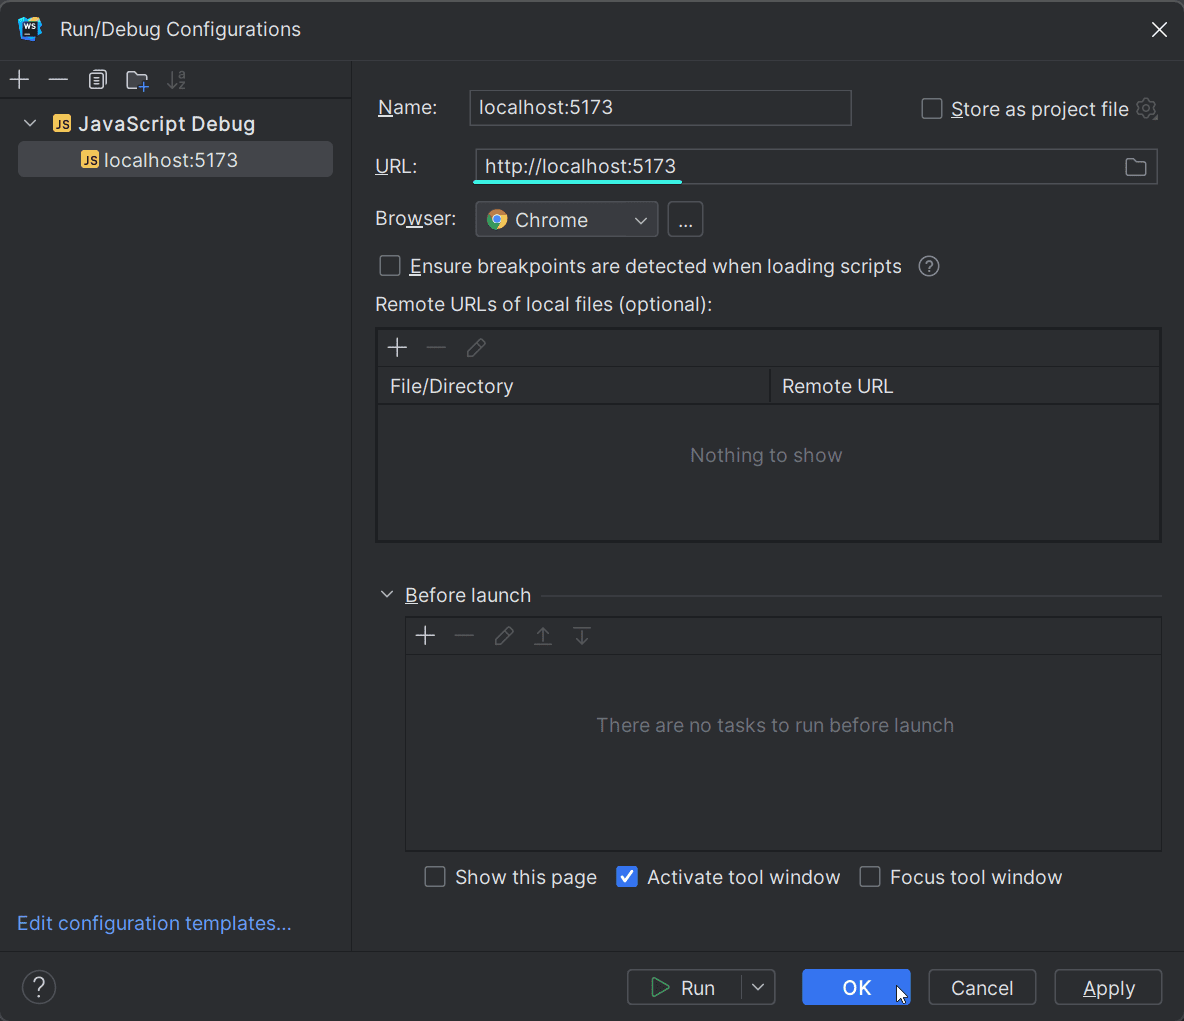 WS
Run/Debug Configurations
JS JavaScript Debug
JS localhost:5173
Name: localhost:5173
Store as project file
URL: http://localhost:5173
Browser: Chrome ...
Ensure breakpoints are detected when loading scripts ?
Remote URLs of local files (optional):
File/Directory Remote URL
Nothing to show
Before launch
There are no tasks to run before launch
Show this page Activate tool window Focus tool window
Edit configuration templates...
? Run OK Cancel Apply